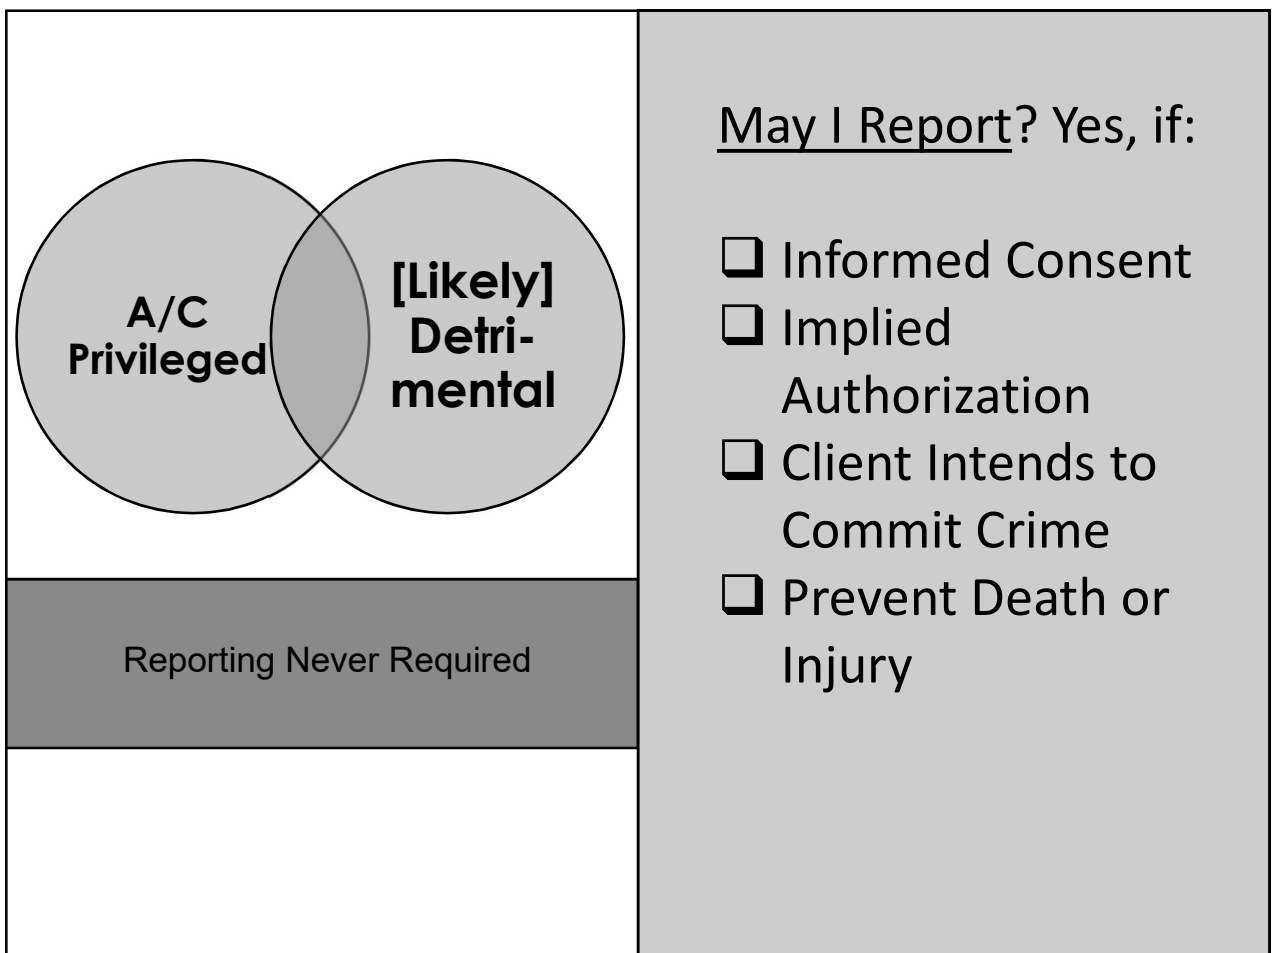 A/C
Privileged
[Likely]
Detri-
mental
Reporting Never Required
May I Report? Yes, if:
❑ Informed Consent
❑ Implied
Authorization
❑ Client Intends to
Commit Crime
❑ Prevent Death or
Injury